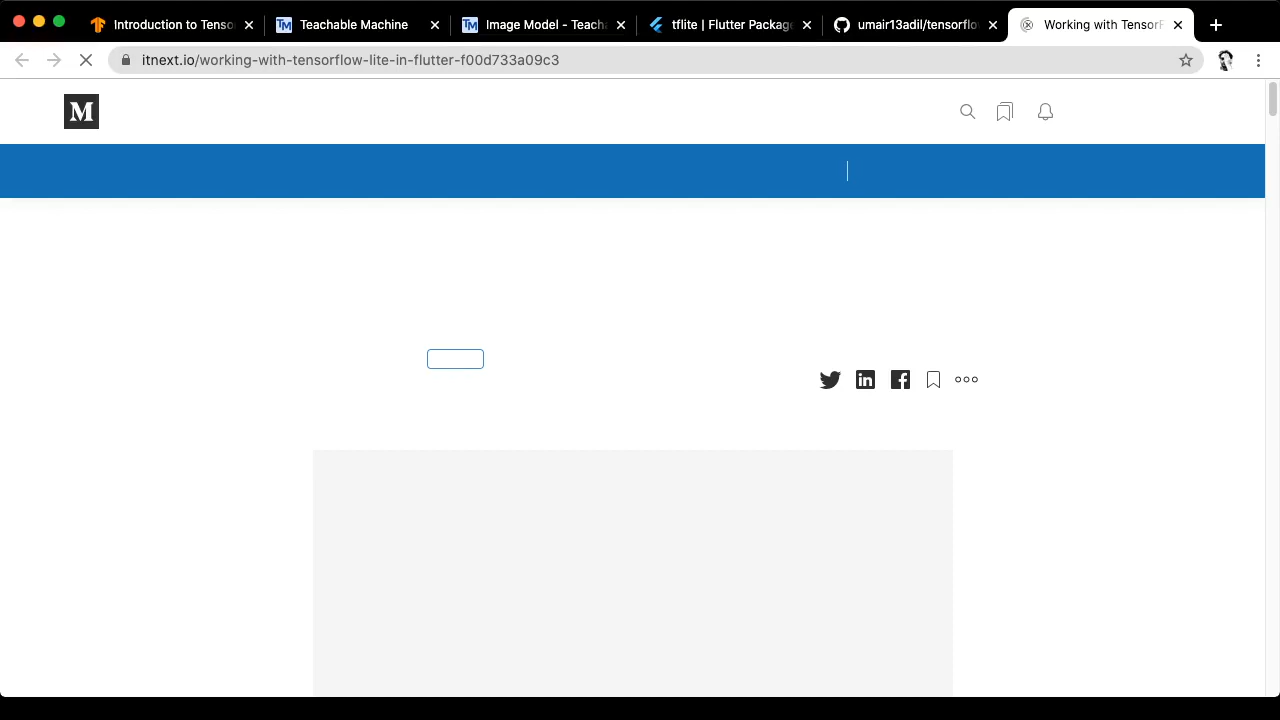 Introduction to Tenso
Teachable Machine
Image Model - Teach
tflite | Flutter Package
umair13adil/tensorflo
Working with TensorF
itnext.io/working-with-tensorflow-lite-in-flutter-f00d733a09c3
M